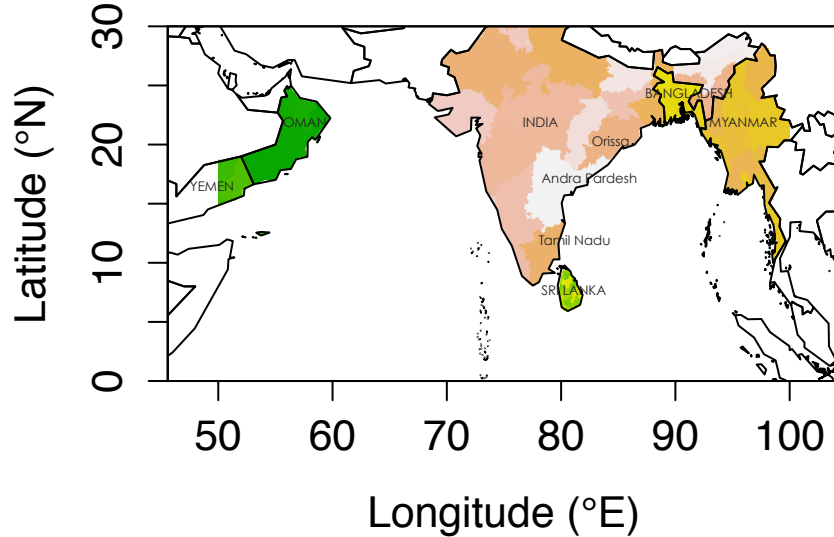 30
BANGLADESH
OMAN
INDIA
MYANMAR
20
Orissa
YEMEN
Andra Pardesh
Tamil Nadu
10
SRI LANKA
0
Latitude (°N)
50
60
70
80
90
100
Longitude (°E)